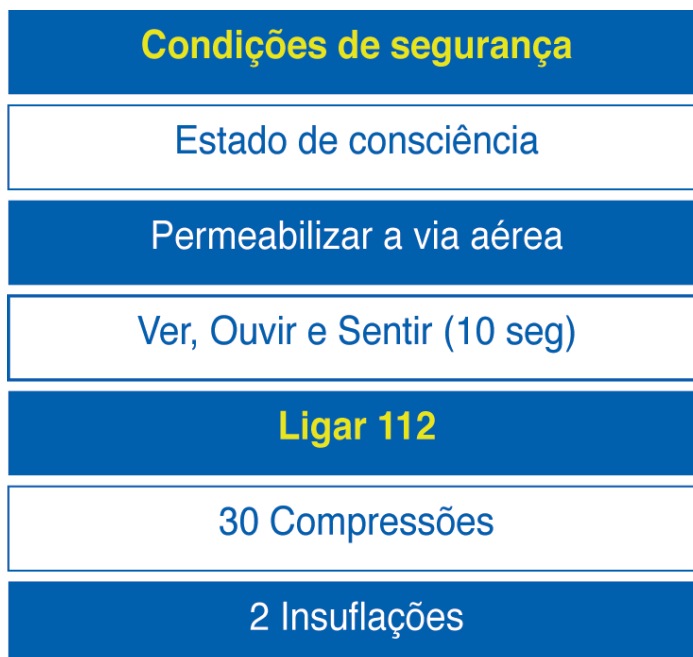 Condições de segurança
Estado de consciência
Permeabilizar a via aérea
Ver, Ouvir e Sentir (10 seg)
Ligar 112
30 Compressões
2 Insuflações